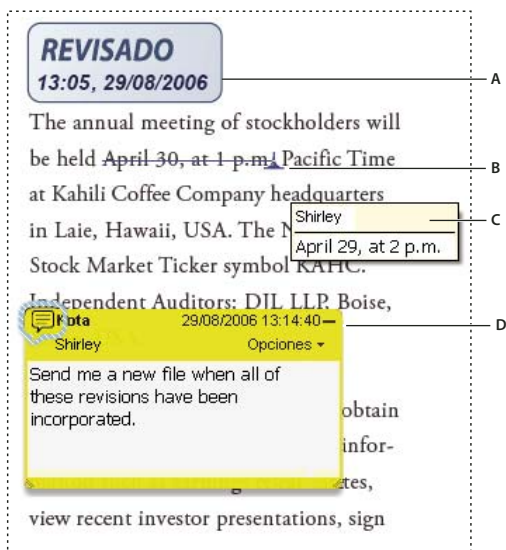 REVISADO
13:05, 29/08/2006
A
The annual meeting of stockholders will
be held April 30, at 1 p.m. Pacific Time
B
at Kahili Coffee Company headquarters
Shirley
C
in Laie, Hawaii, USA. The N
April 29, at 2 p.m.
Stock Market Ticker symbol KAHC.
Independent Auditors: DJL LLP, Boise,
Kota 29/08/2006 13:14:40
D
Shirley Opciones
Send me a new file when all of
these revisions have been
incorporated.
obtain
infor-
view recent investor presentations, sign